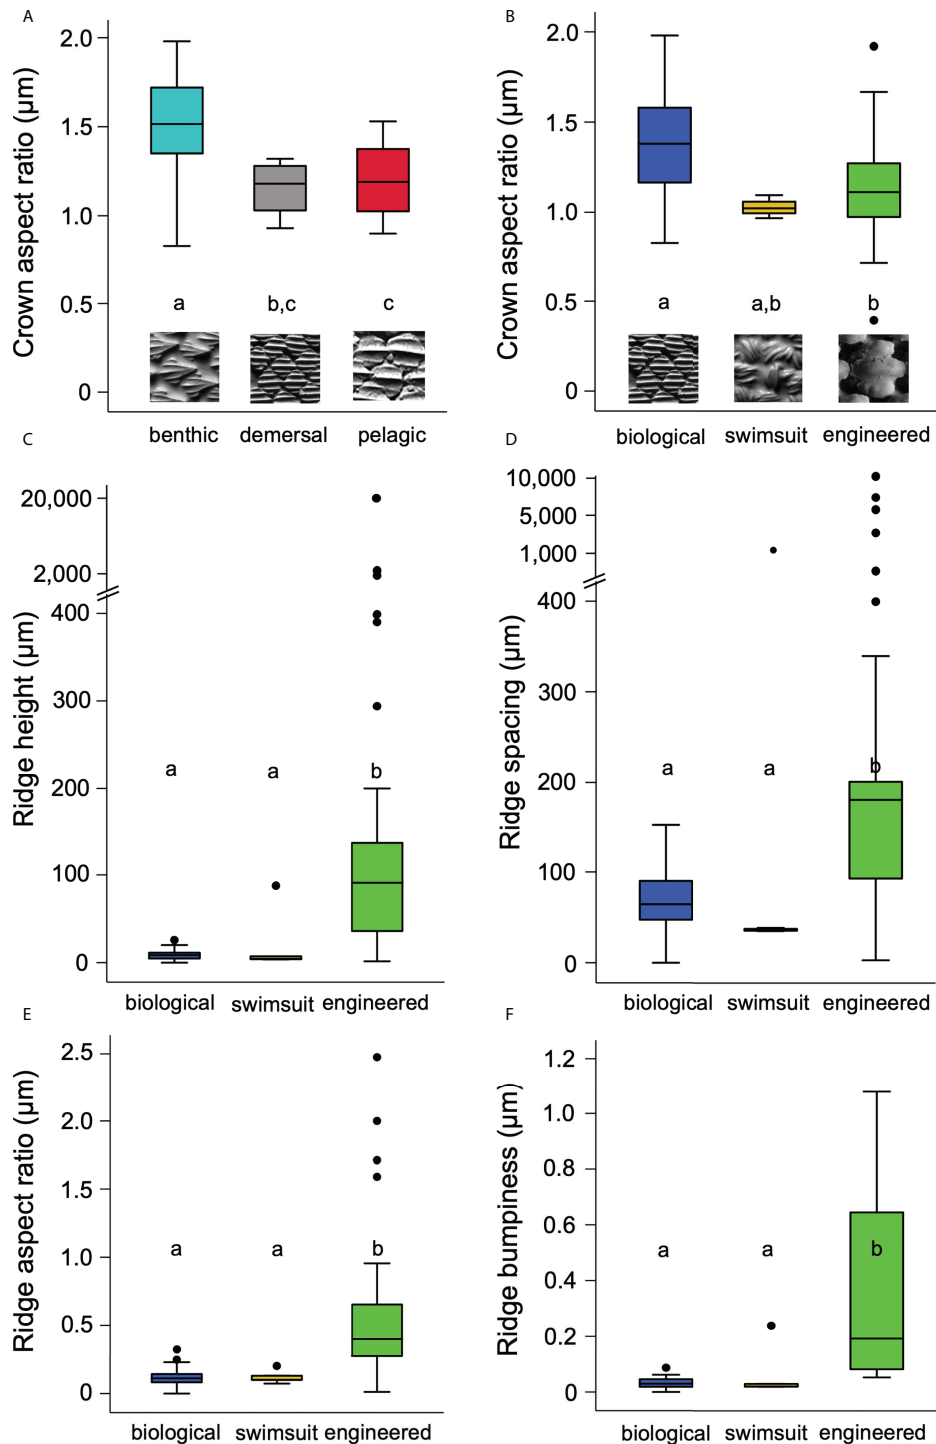 A
Crown aspect ratio (μm)
2.0
1.5
1.0
0.5
0
a
b,c
c
benthic demersal pelagic
B
Crown aspect ratio (μm)
2.0
1.5
1.0
0.5
0
a
a,b
b
biological swimsuit engineered
C
Ridge height (μm)
20,000
2,000
400
300
200
100
0
a
a
b
biological swimsuit engineered
D
Ridge spacing (μm)
10,000
5,000
1,000
400
300
200
100
0
a
a
b
biological swimsuit engineered
E
Ridge aspect ratio (μm)
2.5
2.0
1.5
1.0
0.5
0
a
a
b
biological swimsuit engineered
F
Ridge bumpiness (μm)
1.2
1.0
0.8
0.6
0.4
0.2
0
a
a
b
biological swimsuit engineered